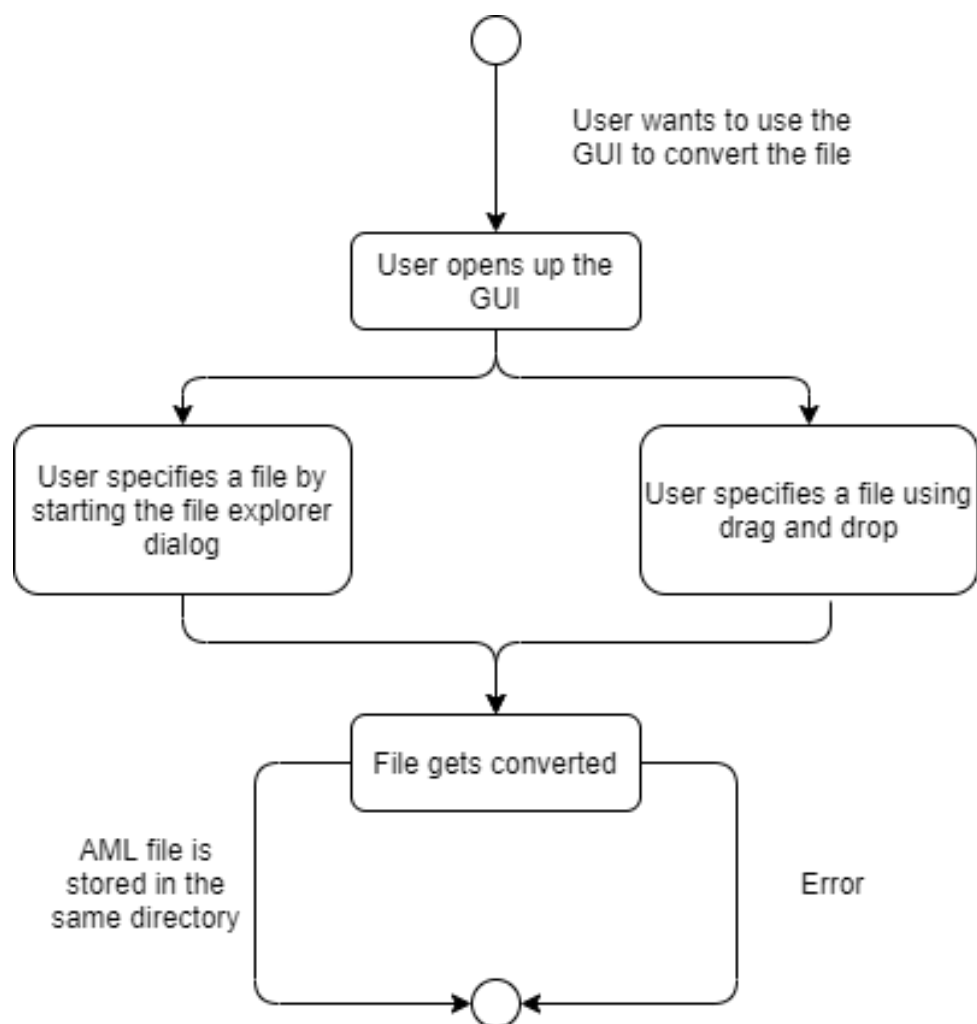 User wants to use the
GUI to convert the file
User opens up the
GUI
User specifies a file by
starting the file explorer
dialog
User specifies a file using
drag and drop
File gets converted
AML file is
stored in the
same directory
Error